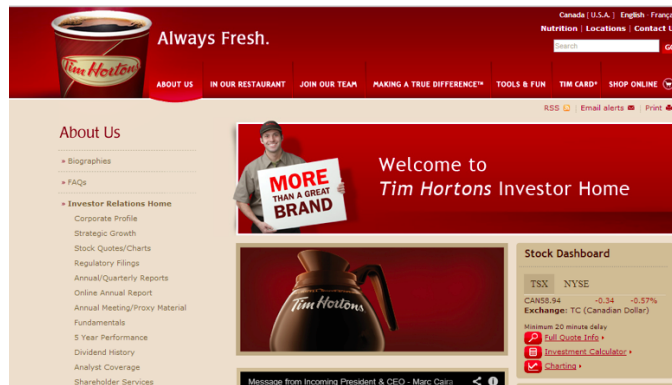 Canada | U.S.A. | English - França
Nutrition | Locations | Contact U
Always Fresh.
Search
GO
Tim Hortons
ABOUT US
IN OUR RESTAURANT
JOIN OUR TEAM
MAKING A TRUE DIFFERENCE™
TOOLS & FUN
TIM CARD®
SHOP ONLINE
RSS | Email alerts | Print
About Us
» Biographies
» FAQs
» Investor Relations Home
Corporate Profile
Strategic Growth
Stock Quotes/Charts
Regulatory Filings
Annual/Quarterly Reports
Online Annual Report
Annual Meeting/Proxy Material
Fundamentals
5 Year Performance
Dividend History
Analyst Coverage
Shareholder Services
MORE
THAN A GREAT
BRAND
Welcome to
Tim Hortons Investor Home
Tim Hortons
Message from Incoming President & CEO - Marc Caira
Stock Dashboard
TSX NYSE
CAN58.94 -0.34 -0.57%
Exchange: TC (Canadian Dollar)
Minimum 20 minute delay
Full Quote Info
Investment Calculator
Charting